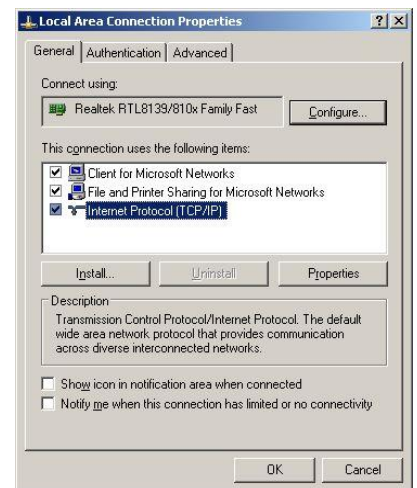 Local Area Connection Properties
General Authentication Advanced
Connect using:
Realtek RTL8139/810x Family Fast
Configure...
This connection uses the following items:
Client for Microsoft Networks
File and Printer Sharing for Microsoft Networks
Internet Protocol (TCP/IP)
Install... Uninstall Properties
Description
Transmission Control Protocol/Internet Protocol. The default
wide area network protocol that provides communication
across diverse interconnected networks.
Show icon in notification area when connected
Notify me when this connection has limited or no connectivity
OK Cancel